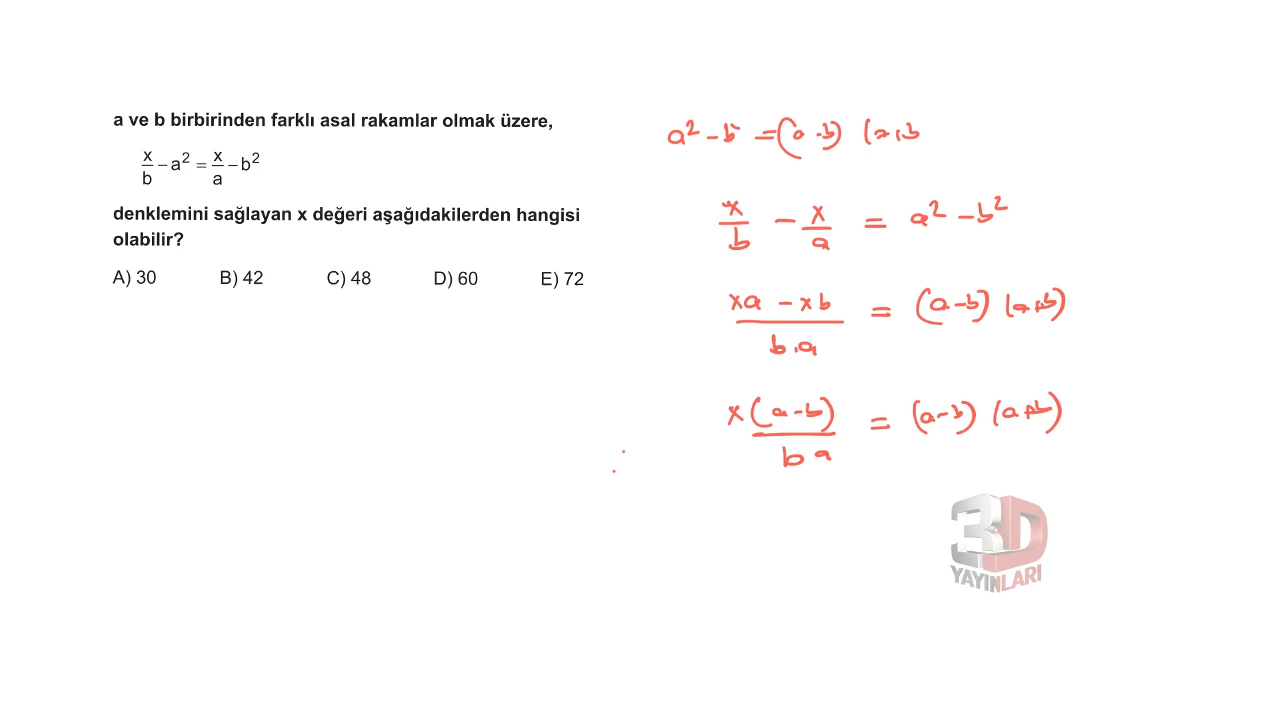 a ve b birbirinden farklı asal rakamlar olmak üzere,
x/b – a² = x/a – b²
denklemini sağlayan x değeri aşağıdakilerden hangisi
olabilir?
A) 30 B) 42 C) 48 D) 60 E) 72
a² – b = (a – b) (a + b
x/b – x/a = a² – b²
xa – xb / b.a = (a – b) (a + b)
x (a – b) / b a = (a – b) (a + b)
3D
YAYINLARI